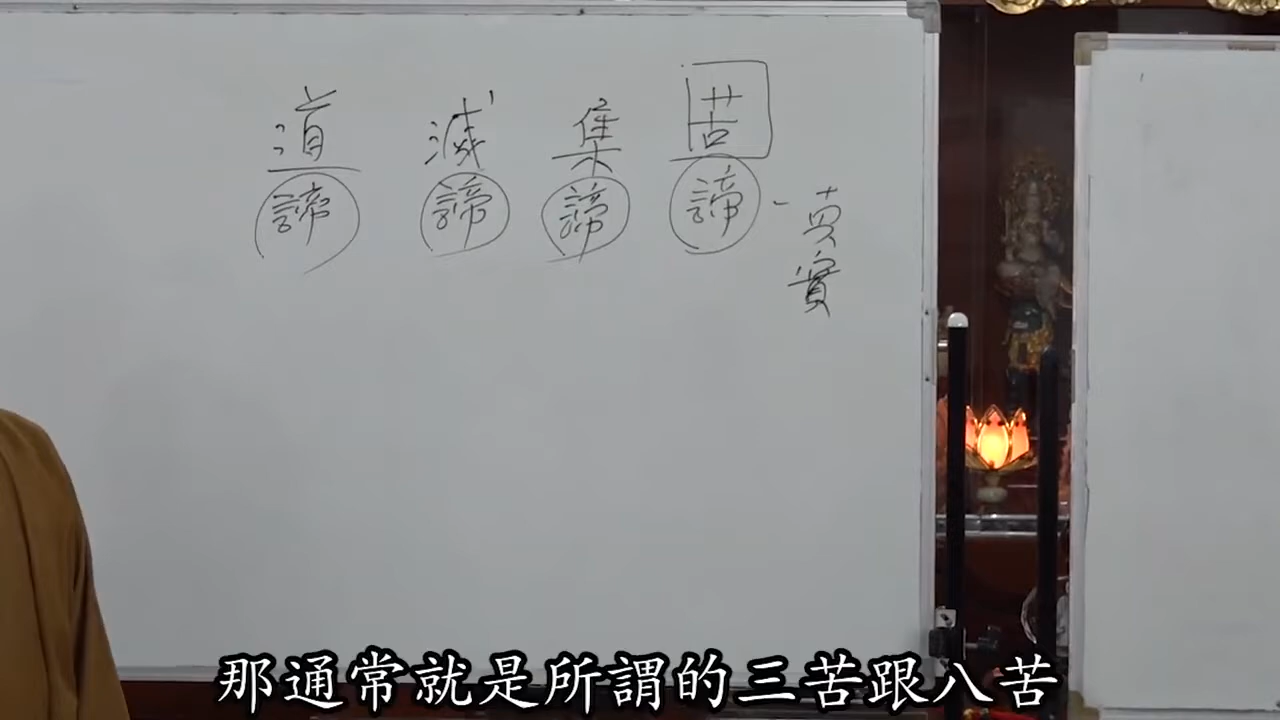 苦諦
集諦
滅諦
道諦
真實
那通常就是所謂的三苦跟八苦